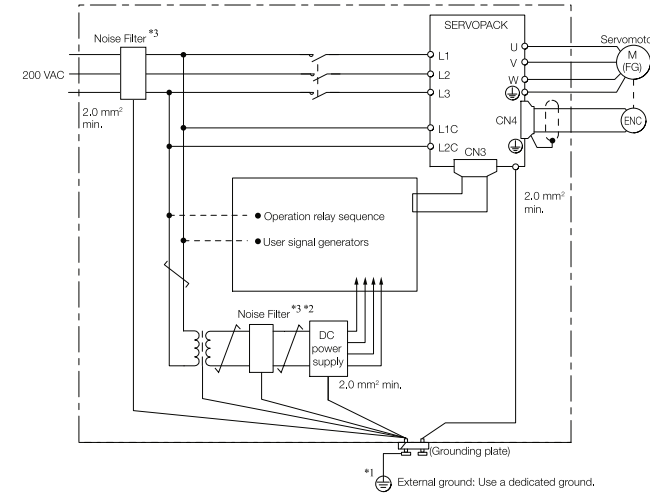 SERVOPACK
Noise Filter *3
200 VAC
2.0 mm² min.
L1
L2
L3
L1C
L2C
U
V
W
CN4
CN3
M
(FG)
ENC
2.0 mm²
min.
Operation relay sequence
User signal generators
Noise Filter *3 *2
DC
power
supply
2.0 mm² min.
(Grounding plate)
*1
External ground: Use a dedicated ground.